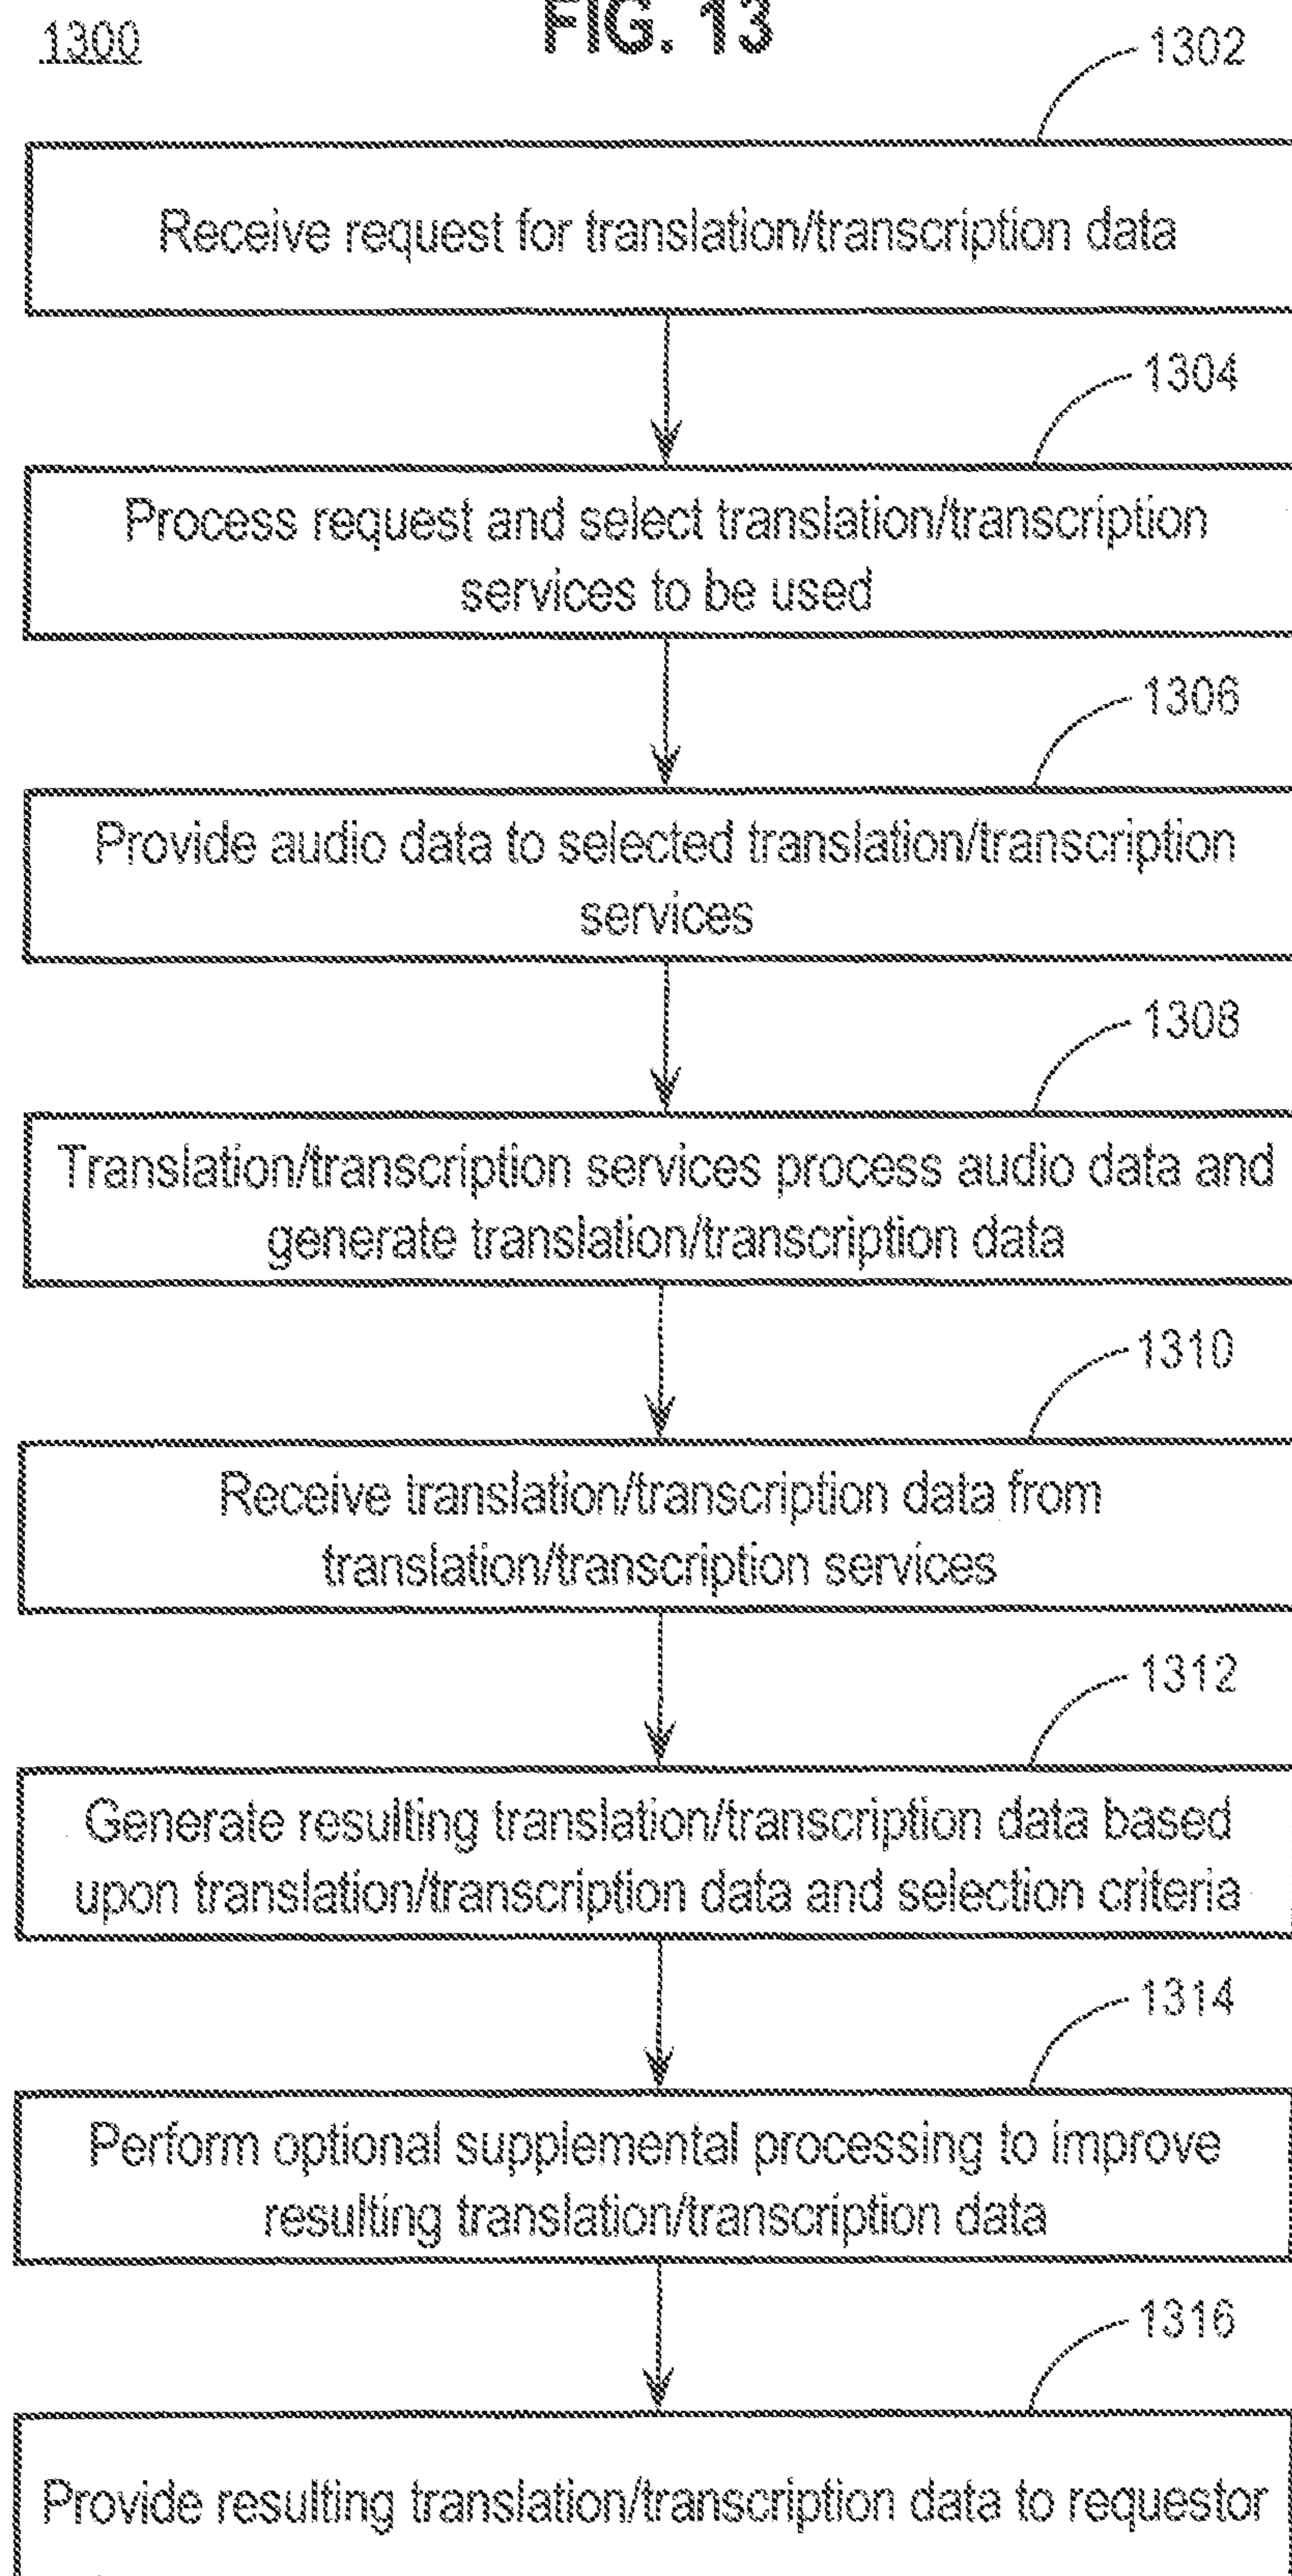 FIG. 13
1300
1302
Receive request for translation/transcription data
1304
Process request and select translation/transcription
services to be used
1306
Provide audio data to selected translation/transcription
services
1308
Translation/transcription services process audio data and
generate translation/transcription data
1310
Receive translation/transcription data from
translation/transcription services
1312
Generate resulting translation/transcription data based
upon translation/transcription data and selection criteria
1314
Perform optional supplemental processing to improve
resulting translation/transcription data
1316
Provide resulting translation/transcription data to requestor